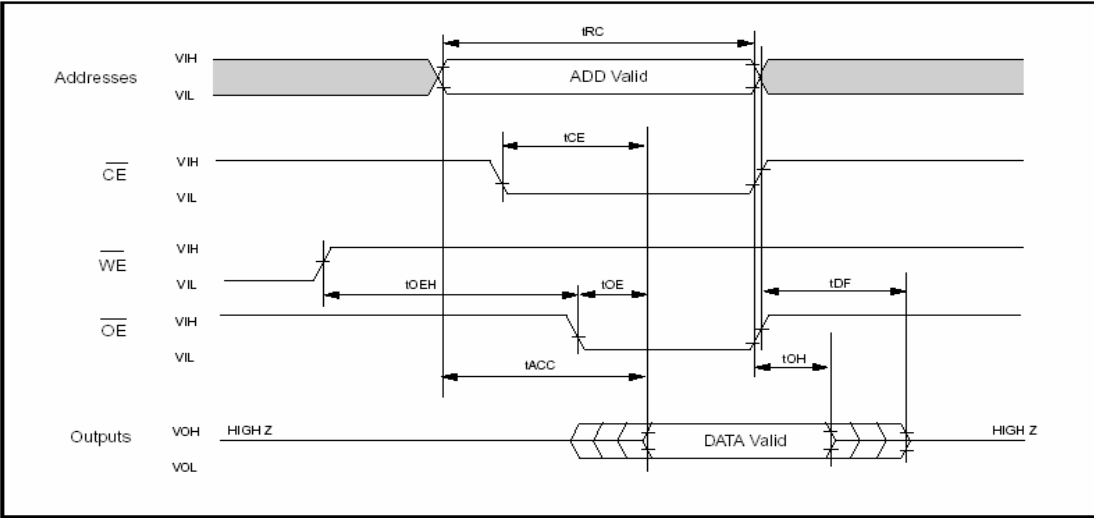 tRC
VIH
Addresses
ADD Valid
VIL
tCE
VIH
CE
VIL
VIH
WE
VIL
tOEH
tOE
tDF
VIH
OE
VIL
tACC
tOH
VOH
HIGH Z
HIGH Z
Outputs
DATA Valid
VOL